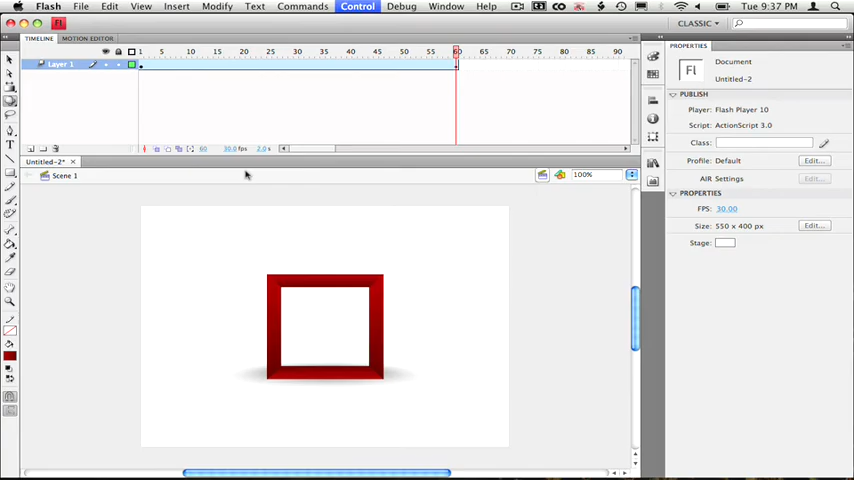 Flash File Edit View Insert Modify Text Commands Control Debug Window Help Tue 9:37 PM
Fl CLASSIC
TIMELINE MOTION EDITOR
1 5 10 15 20 25 30 35 40 45 50 55 60 65 70 75 80 85 90
Layer 1
60 30.0 fps 2.0 s
Untitled-2*
Scene 1 100%
PROPERTIES
Fl Document
Untitled-2
PUBLISH
Player: Flash Player 10
Script: ActionScript 3.0
Class:
Profile: Default Edit...
AIR Settings Edit...
PROPERTIES
FPS: 30.00
Size: 550 x 400 px Edit...
Stage: